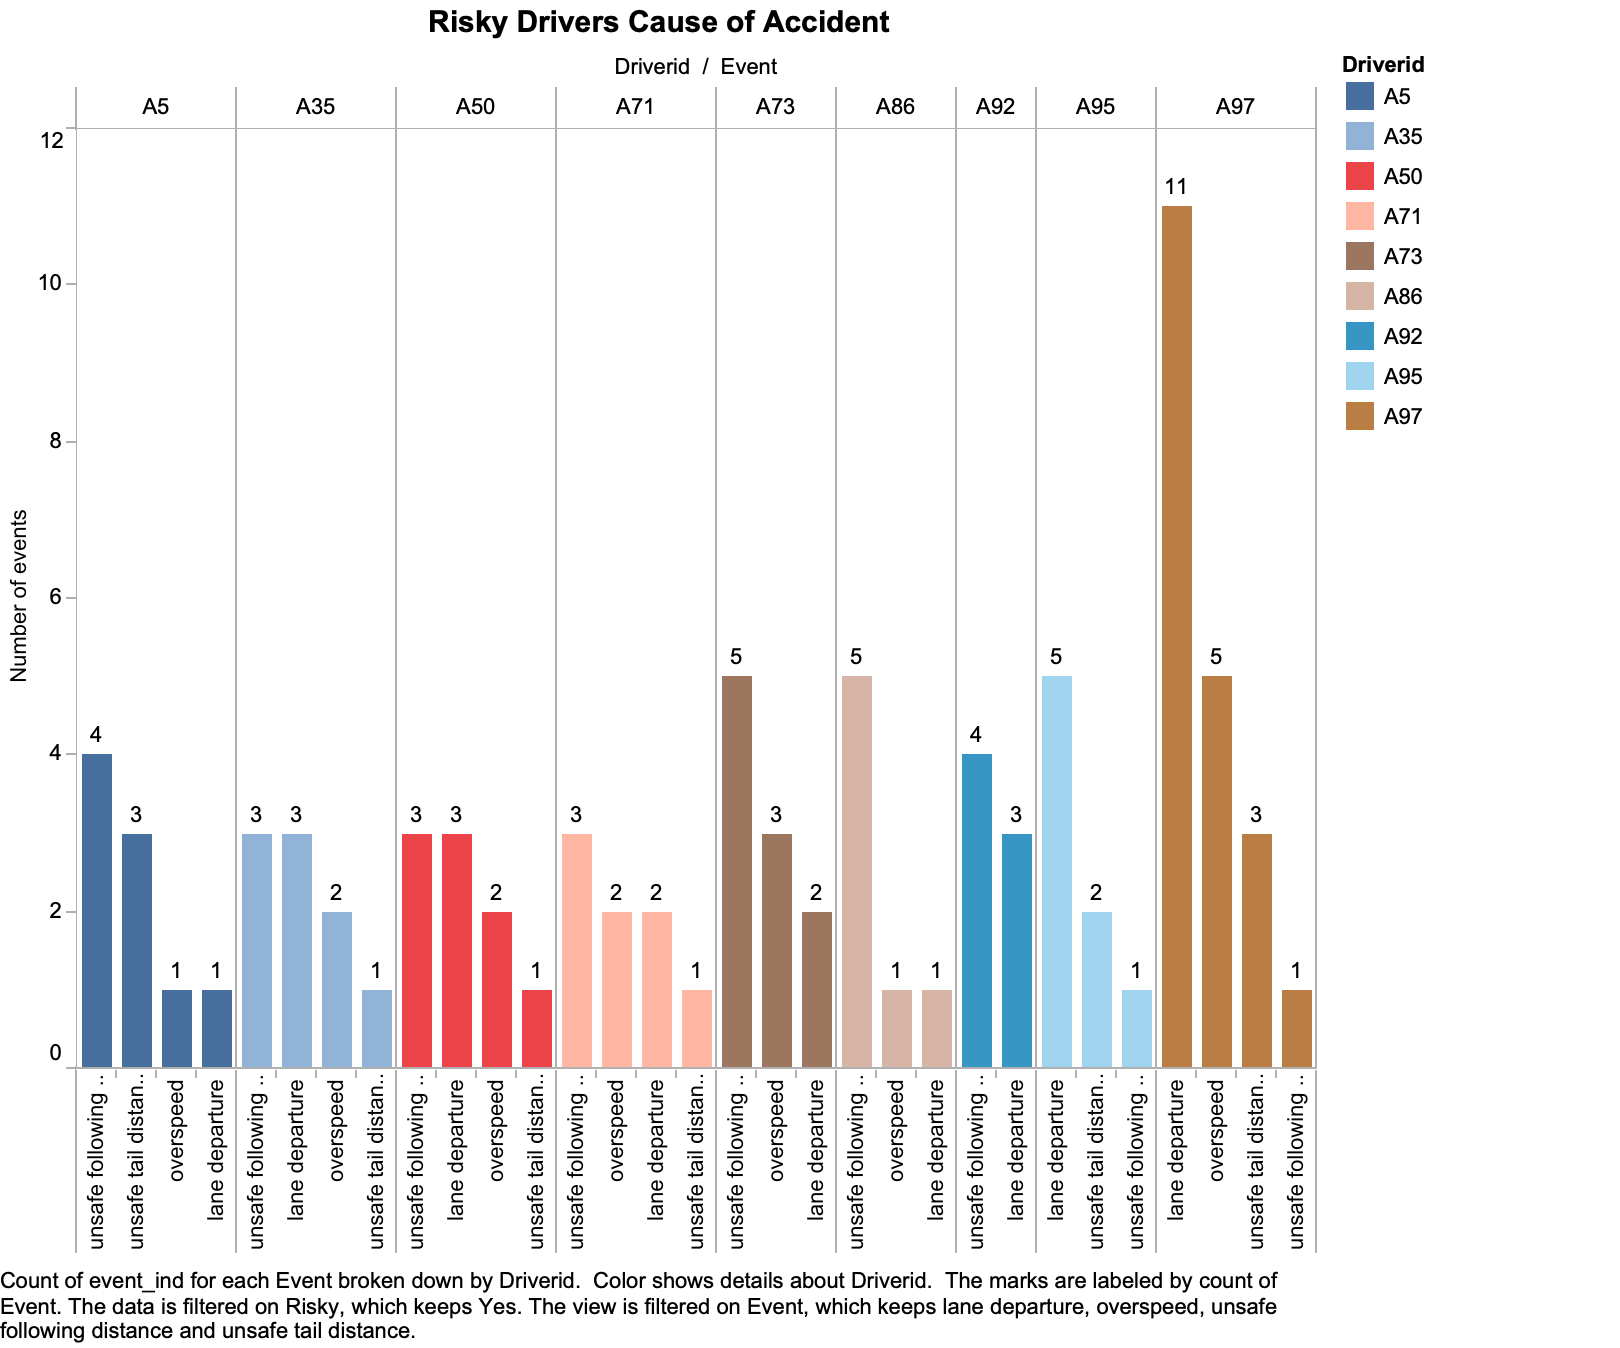 Risky Drivers Cause of Accident
Driverid / Event
A5 A35 A50 A71 A73 A86 A92 A95 A97
12
10
8
6
4
2
0
Number of events
4 3 1 1 3 3 2 1 3 3 2 1 3 2 2 1 5 3 2 5 1 1 4 3 5 2 1 11 5 3 1
unsafe following ..
unsafe tail distan..
overspeed
lane departure
unsafe following ..
lane departure
overspeed
unsafe tail distan..
unsafe following ..
lane departure
overspeed
unsafe tail distan..
unsafe following ..
overspeed
lane departure
unsafe tail distan..
unsafe following ..
overspeed
lane departure
unsafe following ..
overspeed
lane departure
unsafe following ..
lane departure
lane departure
unsafe tail distan..
unsafe following ..
lane departure
overspeed
unsafe tail distan..
unsafe following ..
Driverid
A5
A35
A50
A71
A73
A86
A92
A95
A97
Count of event_ind for each Event broken down by Driverid.  Color shows details about Driverid.  The marks are labeled by count of
Event. The data is filtered on Risky, which keeps Yes. The view is filtered on Event, which keeps lane departure, overspeed, unsafe
following distance and unsafe tail distance.